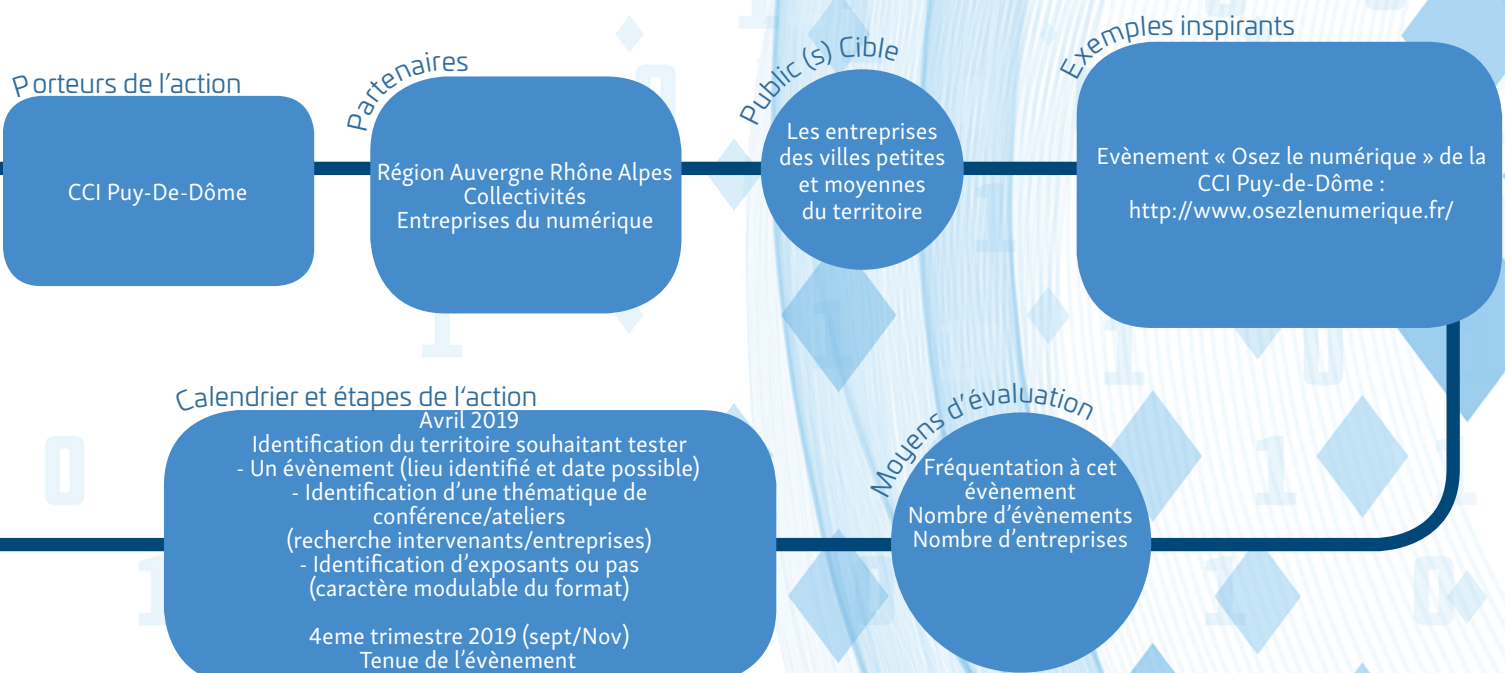 Porteurs de l'action
CCI Puy-De-Dôme
Partenaires
Région Auvergne Rhône Alpes
Collectivités
Entreprises du numérique
Public (s) Cible
Les entreprises
des villes petites
et moyennes
du territoire
Exemples inspirants
Evènement « Osez le numérique » de la
CCI Puy-de-Dôme :
http://www.osezlenumerique.fr/
Calendrier et étapes de l'action
Avril 2019
Identification du territoire souhaitant tester
- Un évènement (lieu identifié et date possible)
- Identification d'une thématique de
conférence/ateliers
(recherche intervenants/entreprises)
- Identification d'exposants ou pas
(caractère modulable du format)
4eme trimestre 2019 (sept/Nov)
Tenue de l'évènement
Moyens d'évaluation
Fréquentation à cet
évènement
Nombre d'évènements
Nombre d'entreprises